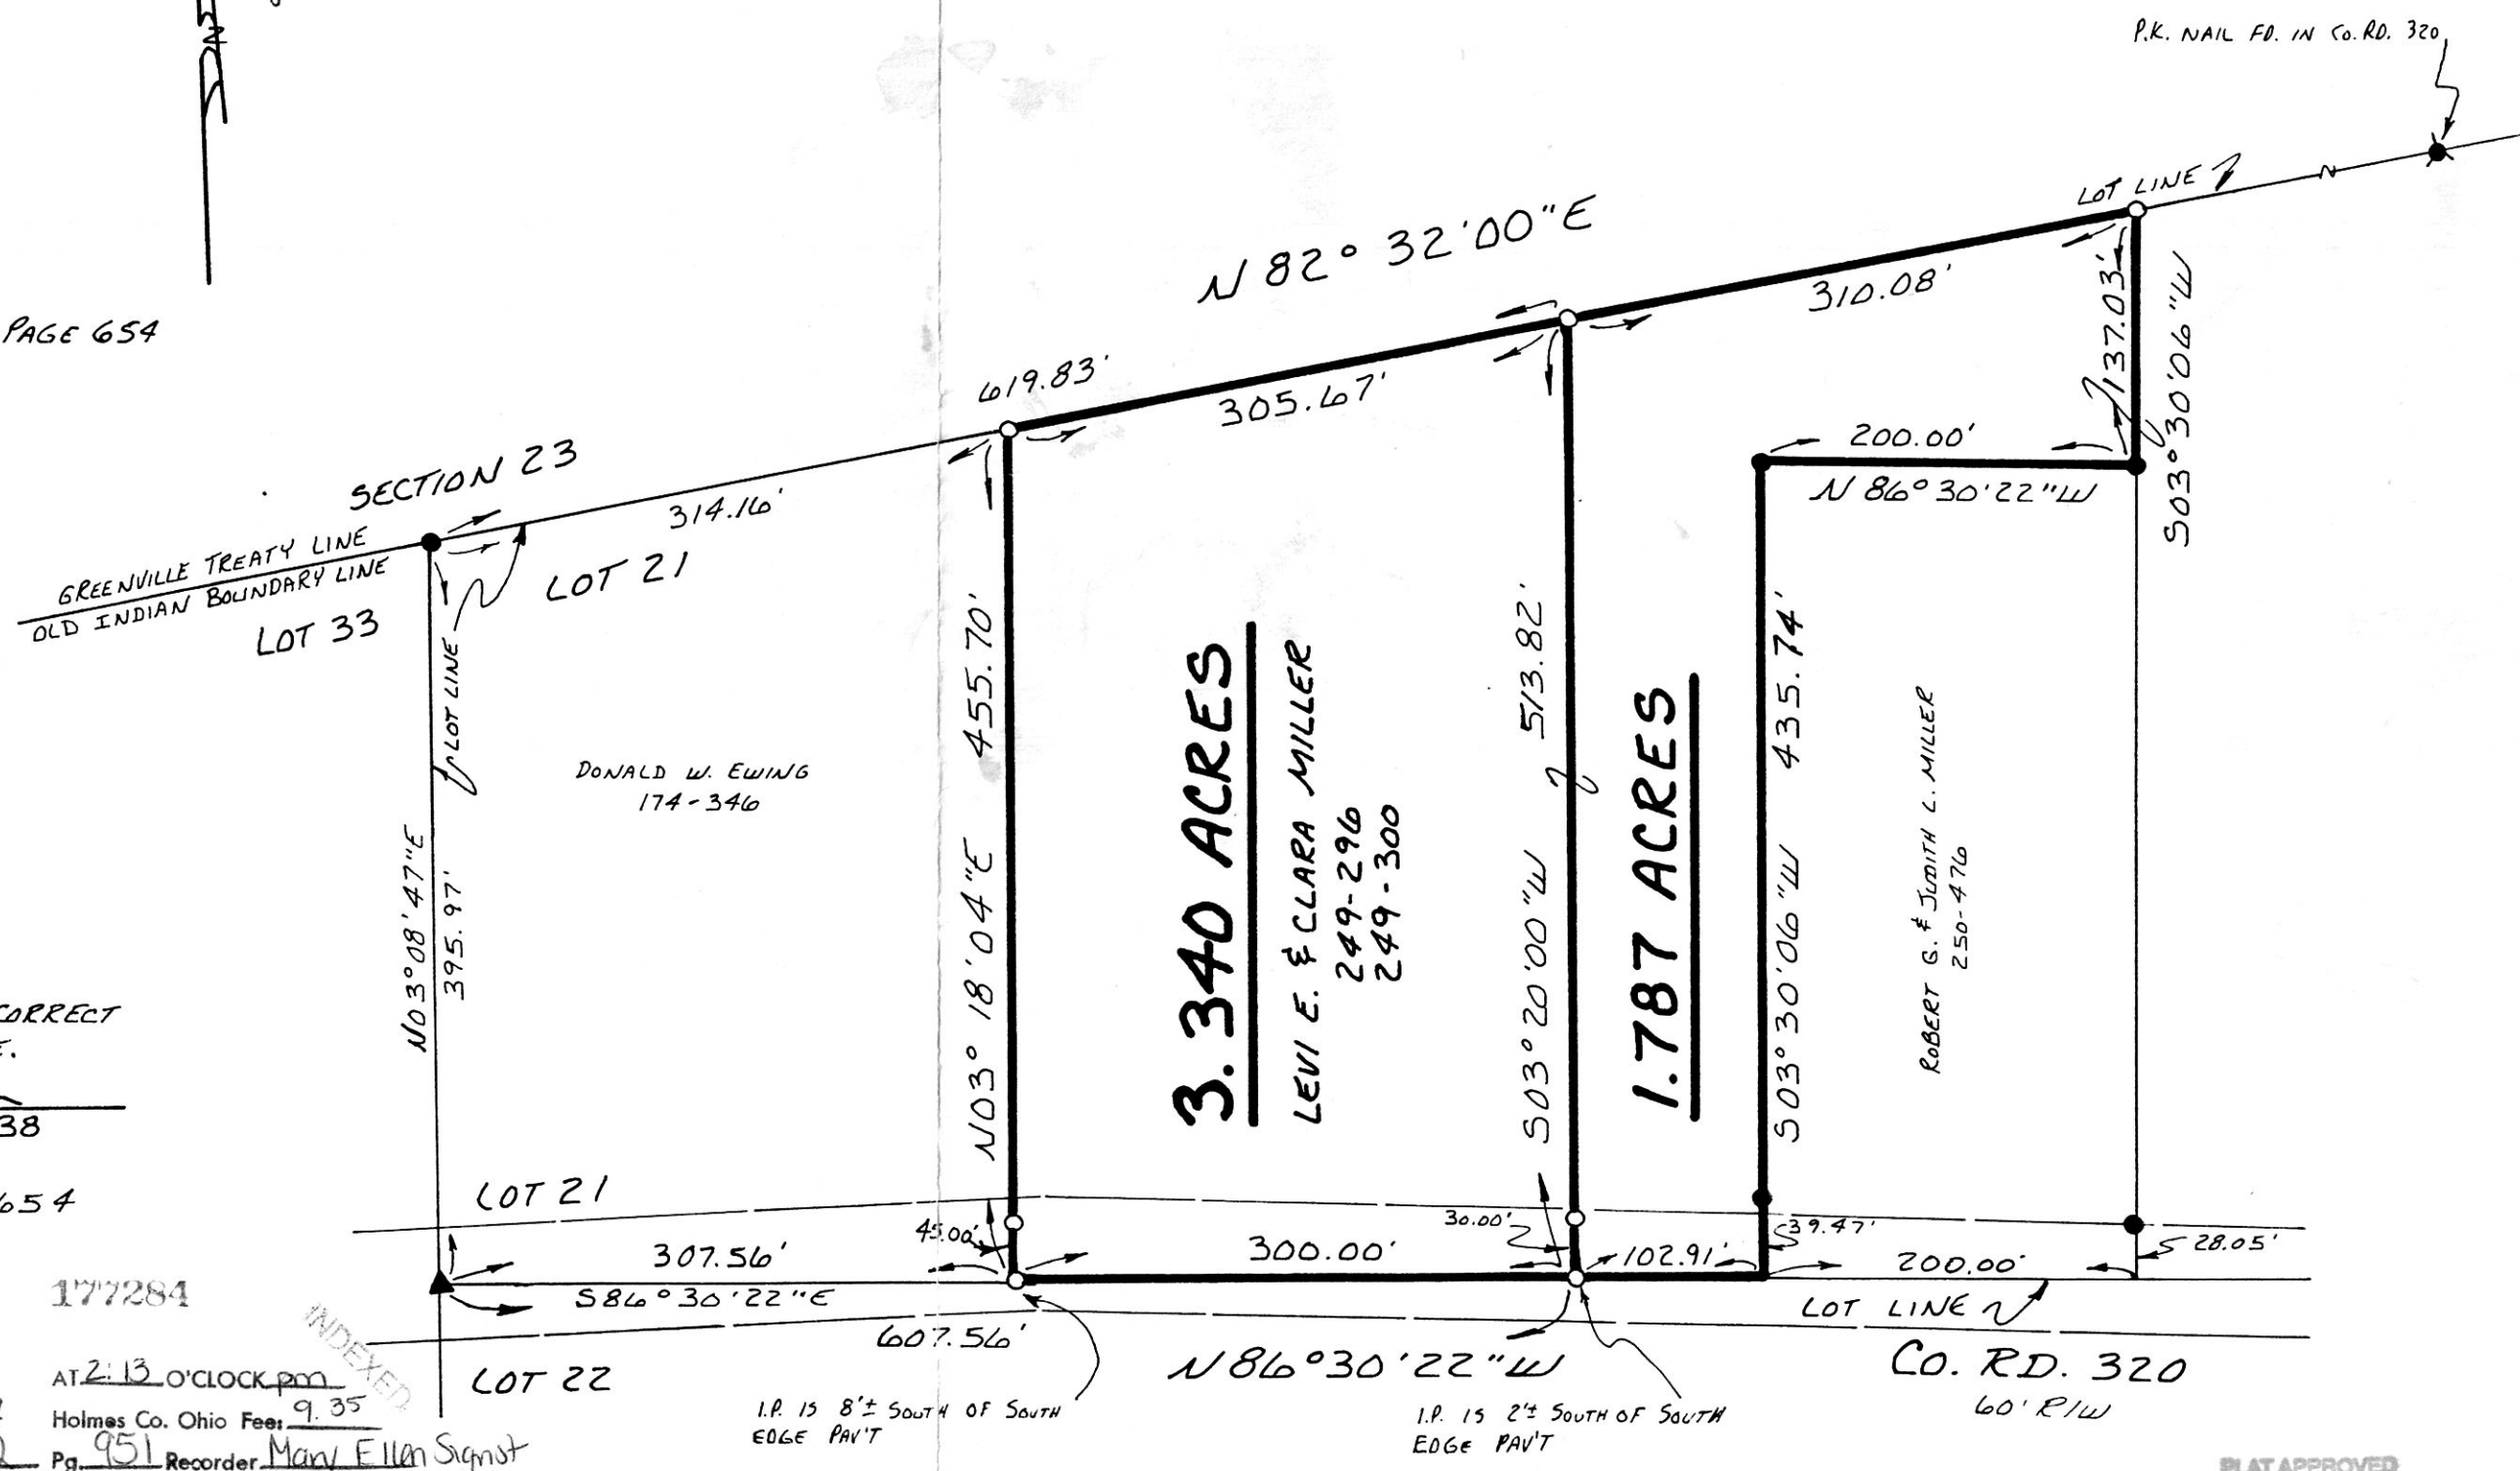 P.K. NAIL FD. IN CO. RD. 320
LOT LINE
N 82° 32' 00" E
310.08'
137.03'
S03° 30' 06" W
PAGE 654
619.83'
305.67'
200.00'
N 86° 30' 22" W
SECTION 23
314.16'
GREENVILLE TREATY LINE
OLD INDIAN BOUNDARY LINE
LOT 33
LOT 21
LOT LINE
N03° 08' 47" E
395.97'
DONALD W. EWING
174-346
N03° 18' 04" E 455.70'
3.340 ACRES
LEVI E. & CLARA MILLER
249-296
249-300
S03° 20' 00" W 513.82'
1.787 ACRES
S03° 30' 06" W 435.74'
ROBERT G. & JUDITH L. MILLER
250-476
CORRECT
38
654
LOT 21
45.00'
30.00'
39.47'
28.05'
307.56'
300.00'
102.91'
200.00'
S86° 30' 22" E
LOT LINE
607.56'
N 86° 30' 22" W
CO. RD. 320
60' R/W
LOT 22
I.P. IS 8'± SOUTH OF SOUTH
EDGE PAV'T
I.P. IS 2'± SOUTH OF SOUTH
EDGE PAV'T
177284
INDEXED
AT 2:13 O'CLOCK pm
Holmes Co. Ohio Fee: 9.35
Pg. 951 Recorder Mary Ellen Signst
PLAT APPROVED